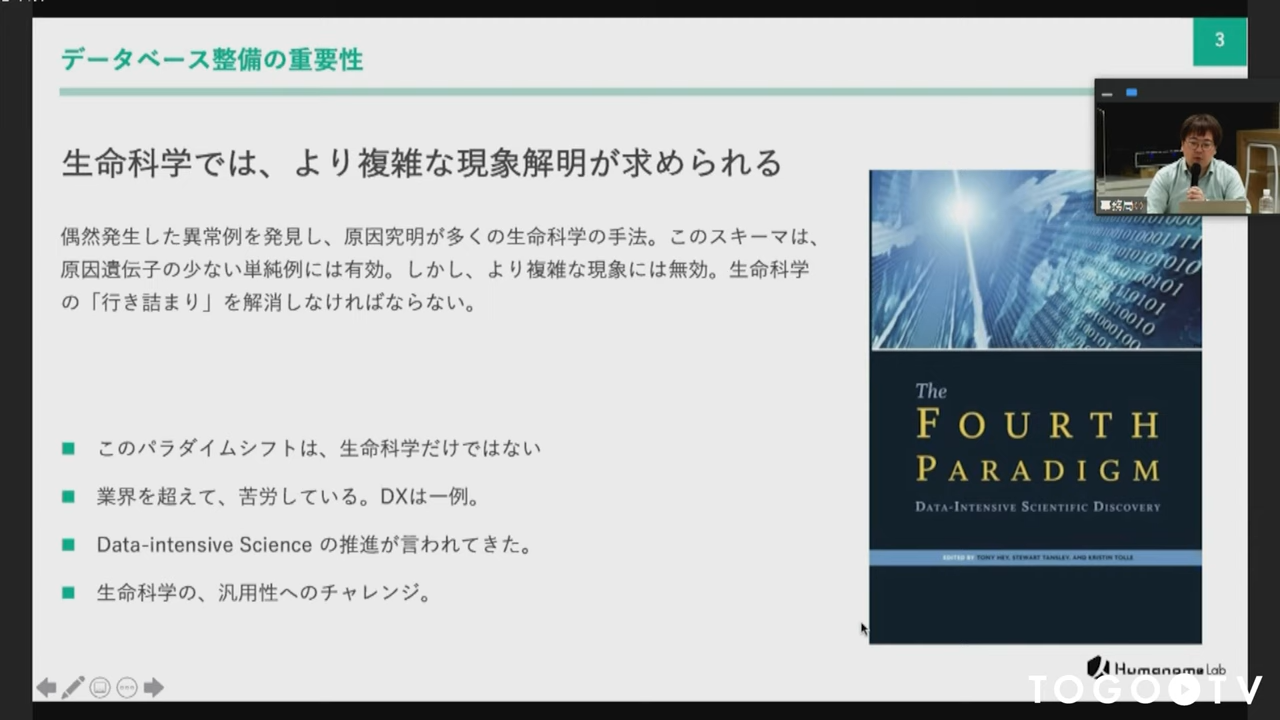 データベース整備の重要性
3
生命科学では、より複雑な現象解明が求められる
偶然発生した異常例を発見し、原因究明が多くの生命科学の手法。このスキーマは、
原因遺伝子の少ない単純例には有効。しかし、より複雑な現象には無効。生命科学
の「行き詰まり」を解消しなければならない。
このパラダイムシフトは、生命科学だけではない
業界を超えて、苦労している。DXは一例。
Data-intensive Science の推進が言われてきた。
生命科学の、汎用性へのチャレンジ。
The
FOURTH
PARADIGM
DATA-INTENSIVE SCIENTIFIC DISCOVERY
EDITED BY TONY HEY, STEWART TANSLEY, AND KRISTIN TOLLE
Humanome Lab
TOGO TV